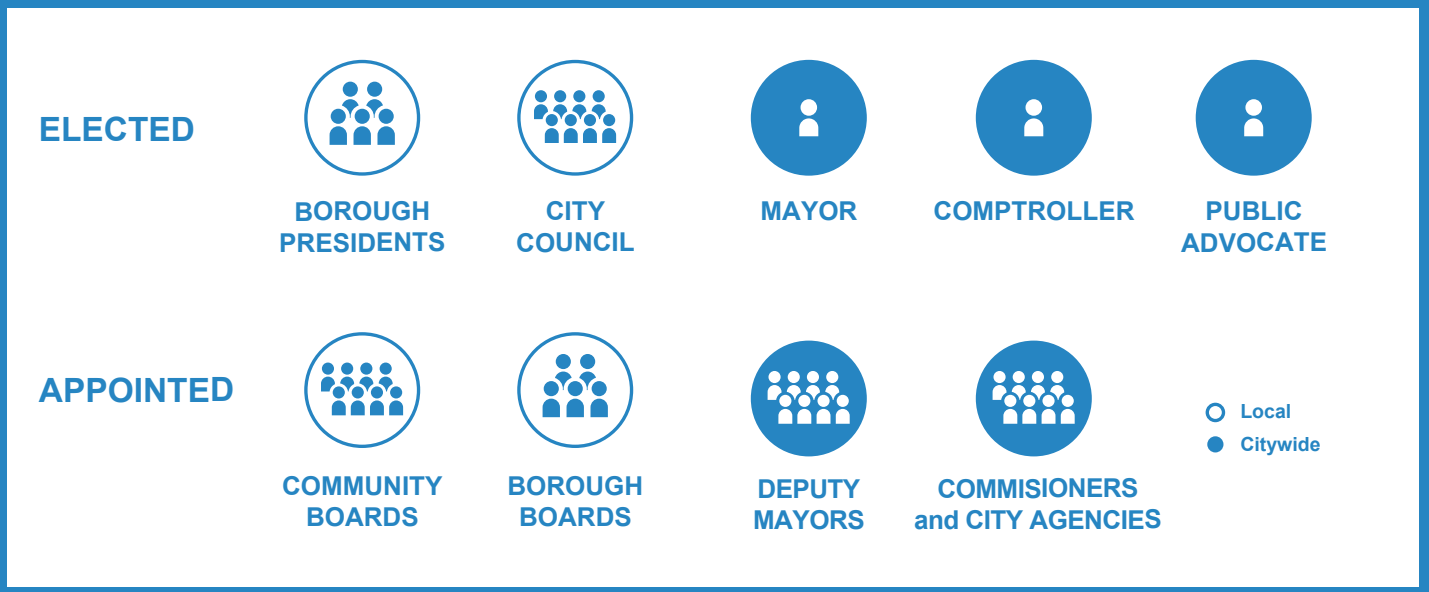 ELECTED
BOROUGH
PRESIDENTS
CITY
COUNCIL
MAYOR
COMPTROLLER
PUBLIC
ADVOCATE
APPOINTED
COMMUNITY
BOARDS
BOROUGH
BOARDS
DEPUTY
MAYORS
COMMISIONERS
and CITY AGENCIES
Local
Citywide